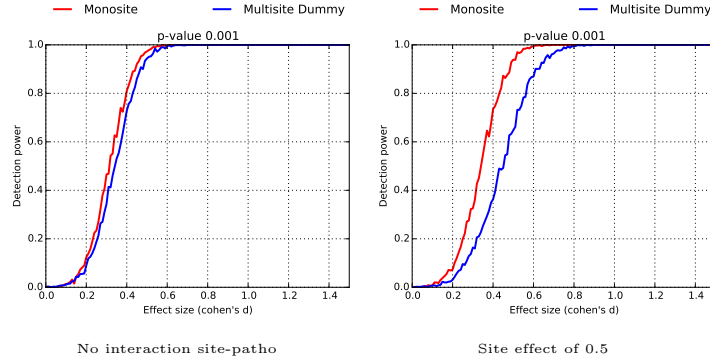 Monosite Multisite Dummy
p-value 0.001
Detection power
1.0
0.8
0.6
0.4
0.2
0.0
0.0 0.2 0.4 0.6 0.8 1.0 1.2 1.4
Effect size (cohen's d)
No interaction site-patho
Monosite Multisite Dummy
p-value 0.001
Detection power
1.0
0.8
0.6
0.4
0.2
0.0
0.0 0.2 0.4 0.6 0.8 1.0 1.2 1.4
Effect size (cohen's d)
Site effect of 0.5